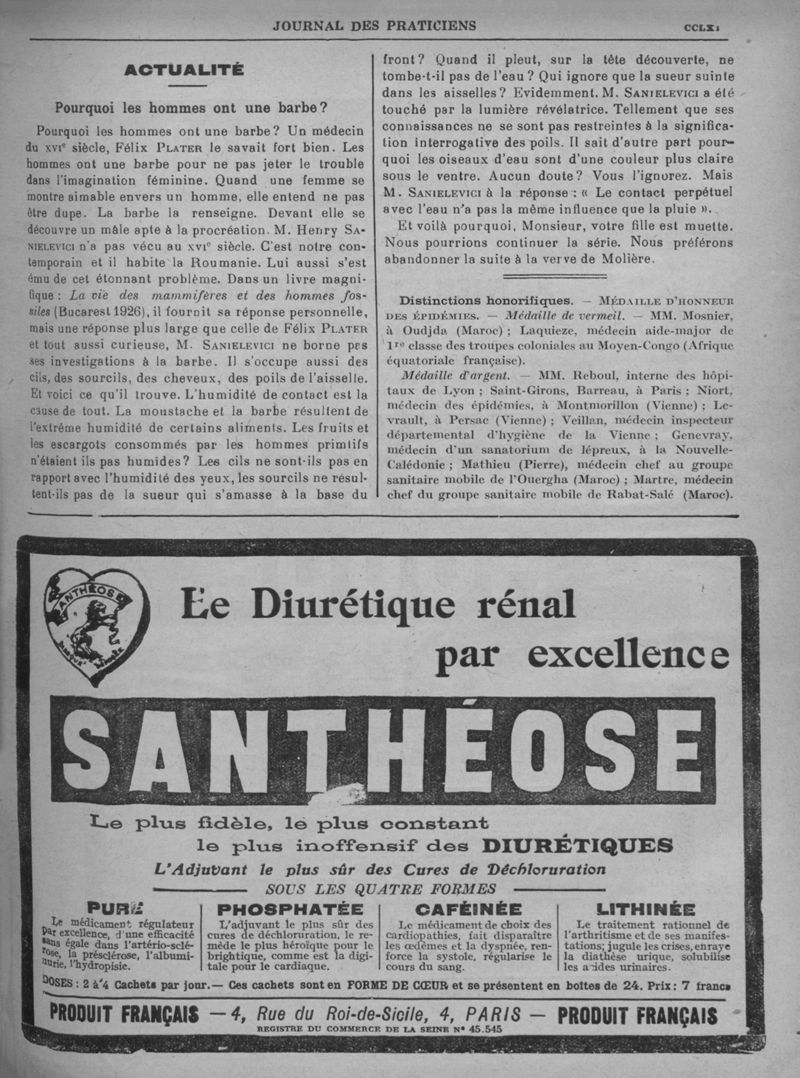 JOURNAL DES PRATICIENS
ACTUALITÉ
Pourquoi les hommes ont une barbe?
Pourquoi les hommes ont une barbe? Un médecin
du XVIe siècle, Félix PLATER le savait fort bien. Les
hommes ont une barbe pour ne pas jeter le trouble
dans l'imagination féminine. Quand une femme se
montre aimable envers un homme, elle entend ne pas
être dupe. La barbe la renseigne. Devant elle se
découvre un mâle apte à la procréation. M. Henry SA-
NIELEVICI n'a pas vécu au XVIe siècle. C'est notre con-
temporain et il habite la Roumanie. Lui aussi s'est
ému de cet étonnant problème. Dans un livre magni-
fique : La vie des mammifères et des hommes fos-
siles (Bucarest 1926), il fournit sa réponse personnelle,
mais une réponse plus large que celle de Félix PLATER
et tout aussi curieuse, M. SANIELEVICI ne borne pes
ses investigations à la barbe. Il s'occupe aussi des
cils, des sourcils, des cheveux, des poils de l'aisselle.
Et voici ce qu'il trouve. L'humidité de contact est la
cause de tout. La moustache et la barbe résultent de
l'extrême humidité de certains aliments. Les fruits et
les escargots consommés par les hommes primtifs
n'étaient ils pas humides? Les cils ne sont-ils pas en
rapport avec l'humidité des yeux, les sourcils ne résul-
tent-ils pas de la sueur qui s'amasse à la base du
front? Quand il pleut, sur la tête découverte, ne
tombe-t-il pas de l'eau? Qui ignore que la sueur suinte
dans les aisselles? Evidemment. M. SANIELEVICI a été
touché par la lumière révélatrice. Tellement que ses
connaissances ne se sont pas restreintes à la significa-
tion interrogative des poils. Il sait d'autre part pour-
quoi les oiseaux d'eau sont d'une couleur plus claire
sous le ventre. Aucun doute? Vous l'ignorez. Mais
M. SANIELEVICI à la réponse : « Le contact perpétuel
avec l'eau n'a pas la même influence que la pluie ».
Et voilà pourquoi, Monsieur, votre fille est muette.
Nous pourrions continuer la série. Nous préférons
abandonner la suite à la verve de Molière.
Distinctions honorifiques. — MÉDAILLE D'HONNEUR
DES ÉPIDÉMIES. — Médaille de vermeil. — MM. Mosnier,
à Oudjda (Maroc) ; Laquieze, médecin aide-major de
1re classe des troupes coloniales au Moyen-Congo (Afrique
équatoriale française).
Médaille d'argent. — MM. Reboul, interne des hôpi-
taux de Lyon ; Saint-Girons, Barreau, à Paris ; Niort,
médecin des épidémies, à Montmorillon (Vienne) ; Le-
vrault, à Persac (Vienne) ; Veillan, médecin inspecteur
départemental d'hygiène de la Vienne ; Genevray,
médecin d'un sanatorium de lépreux, à la Nouvelle-
Calédonie ; Mathieu (Pierre), médecin chef au groupe
sanitaire mobile de l'Ouergha (Maroc) ; Martre, médecin
chef du groupe sanitaire mobile de Rabat-Salé (Maroc).
SANTHÉOSE
Le Diurétique rénal
par excellence
SANTHÉOSE
Le plus fidèle, le plus constant
le plus inoffensif des DIURÉTIQUES
L'Adjuvant le plus sûr des Cures de Déchloruration
SOUS LES QUATRE FORMES
PURE
Le médicament régulateur
par excellence, d'une efficacité
sans égale dans l'artério-sclé-
rose, la présclérose, l'albumi-
nurie, l'hydropisie.
PHOSPHATÉE
L'adjuvant le plus sûr des
cures de déchloruration, le re-
mède le plus héroïque pour le
brightique, comme est la digi-
tale pour le cardiaque.
CAFÉINÉE
Le médicament de choix des
cardiopathies, fait disparaître
les œdèmes et la dyspnée, ren-
force la systole, régularise le
cours du sang.
LITHINÉE
Le traitement rationnel de
l'arthritisme et de ses manifes-
tations; jugule les crises, enraye
la diathèse urique, solubilise
les acides urinaires.
DOSES : 2 à 4 Cachets par jour.— Ces cachets sont en FORME DE CŒUR et se présentent en boîtes de 24. Prix: 7 francs
PRODUIT FRANÇAIS — 4, Rue du Roi-de-Sicile, 4, PARIS — PRODUIT FRANÇAIS
REGISTRE DU COMMERCE DE LA SEINE N° 45.545